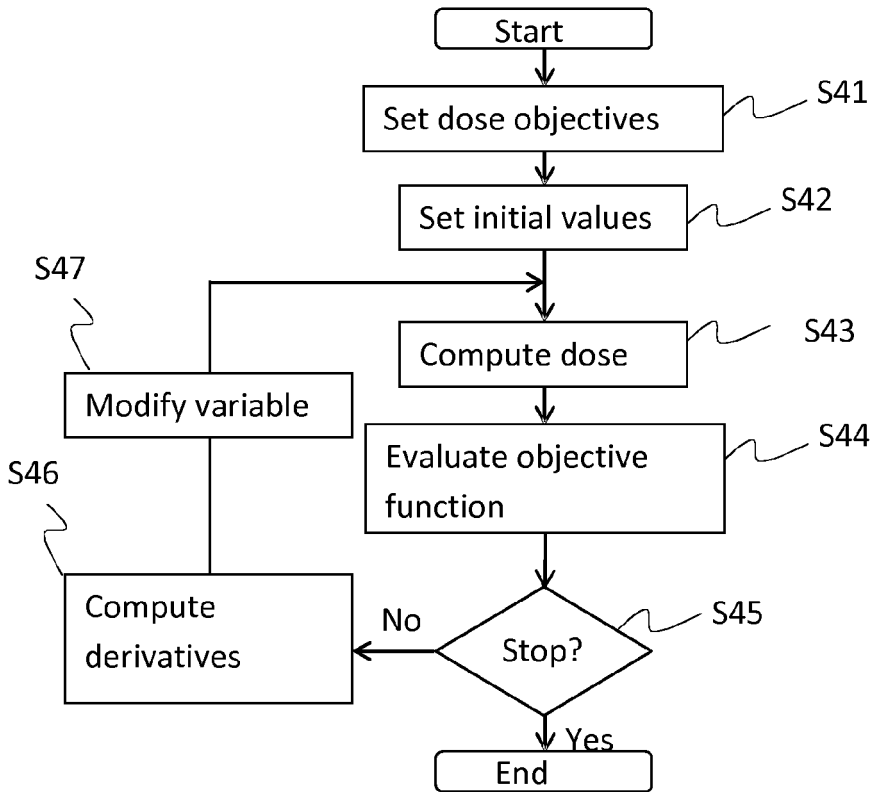 Start
Set dose objectives
S41
Set initial values
S42
S47
Compute dose
S43
Modify variable
Evaluate objective
function
S44
S46
Compute
derivatives
No
Stop?
S45
Yes
End